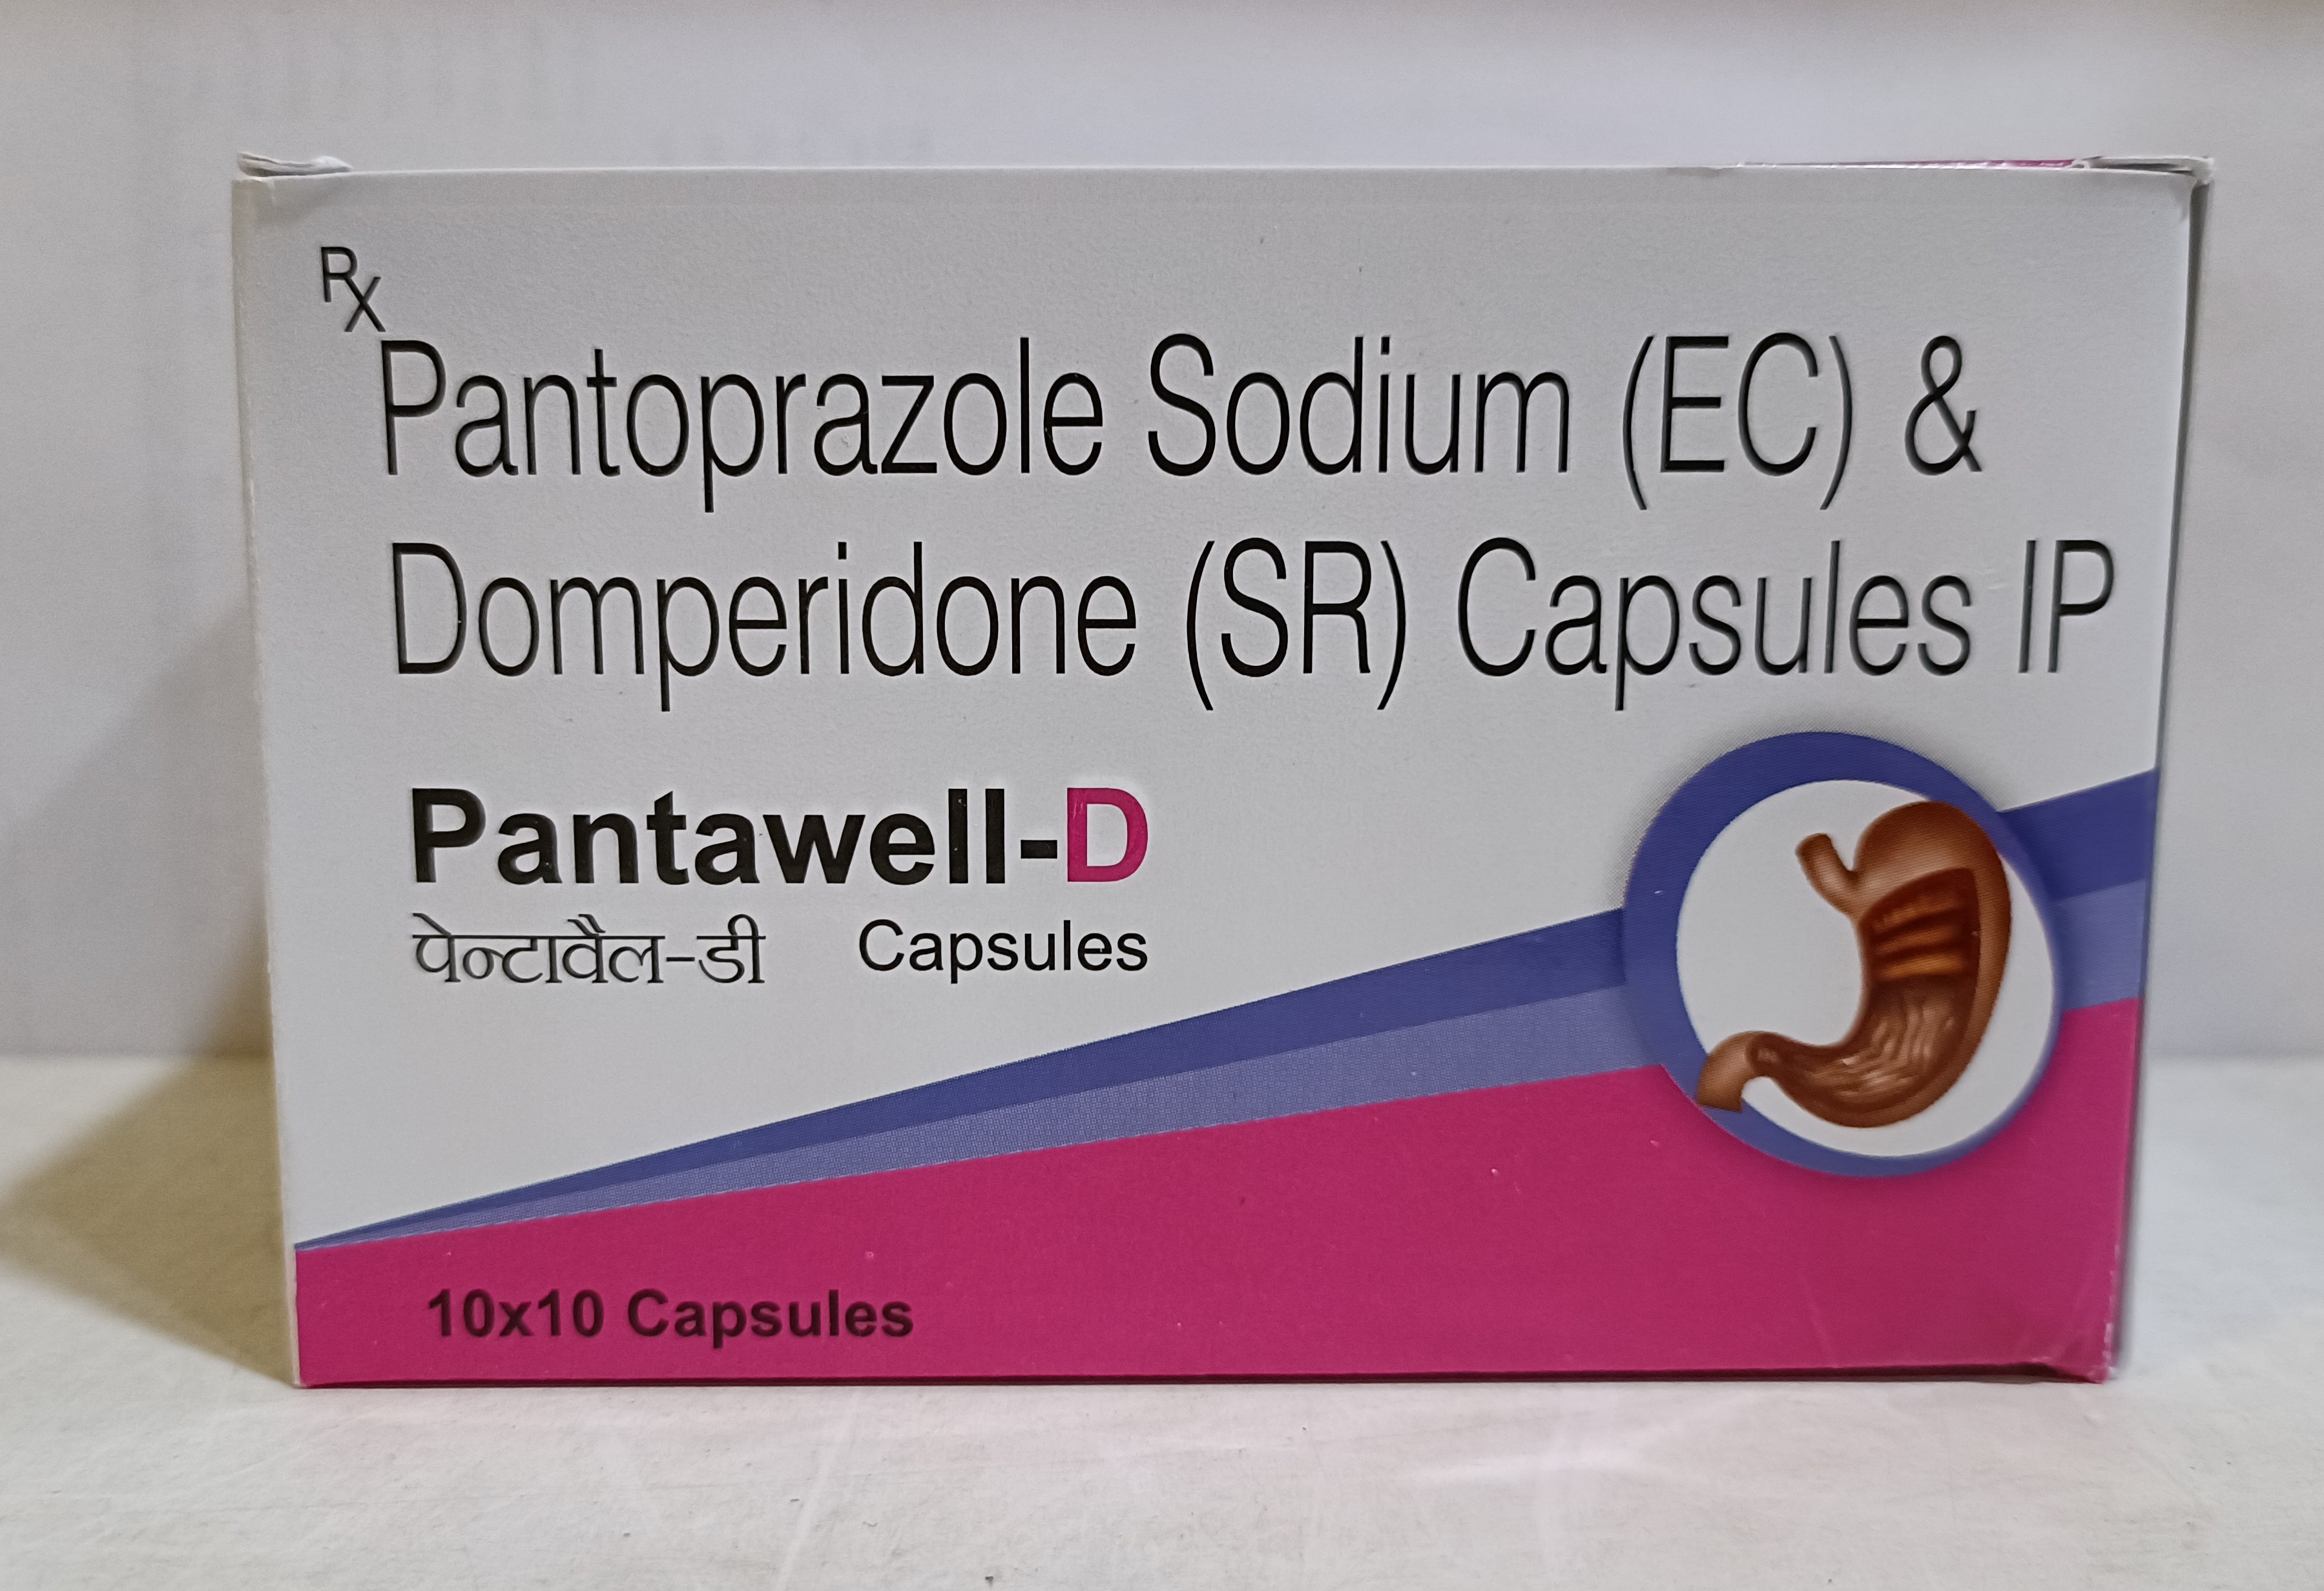 Rx
Pantoprazole Sodium (EC) &
Domperidone (SR) Capsules IP
Pantawell-D
पेन्टावैल-डी Capsules
10x10 Capsules